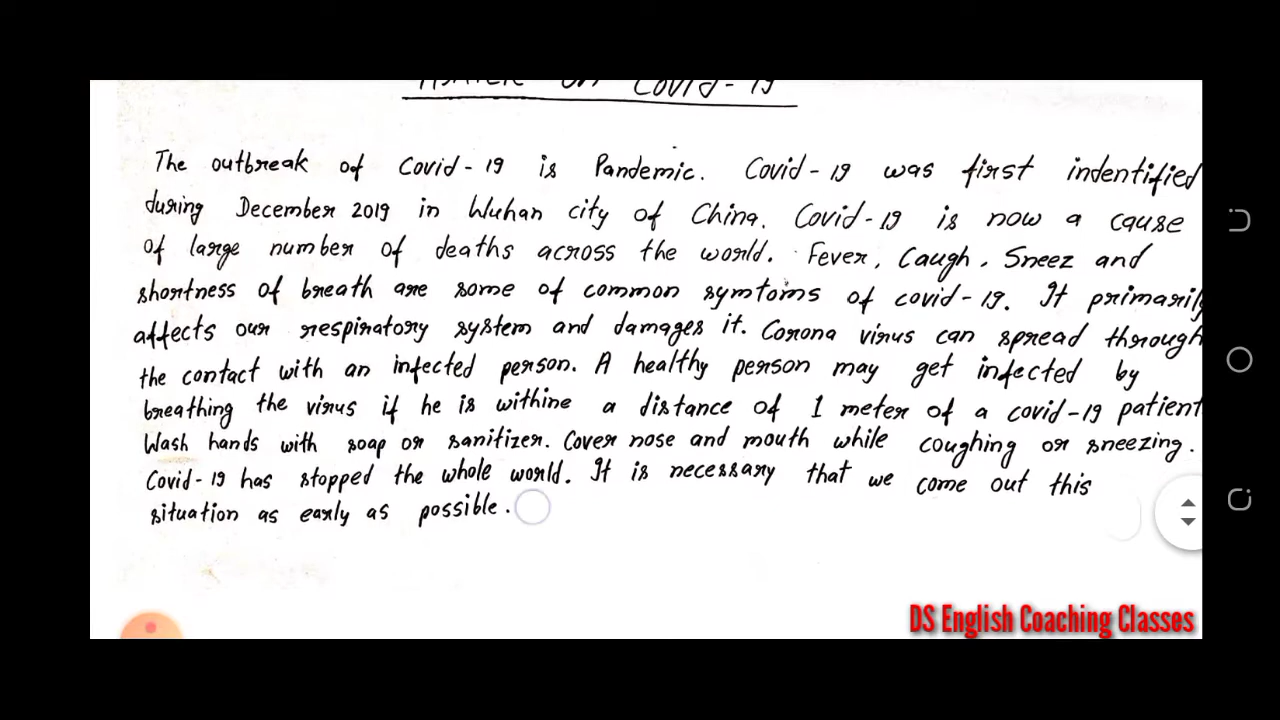 on Covid-19
The outbreak of Covid-19 is Pandemic. Covid-19 was first indentified
during December 2019 in Wuhan city of China. Covid-19 is now a cause
of large number of deaths across the world. Fever, Caugh, Sneez and
shortness of breath are some of common symtoms of covid-19. It primarily
affects our respiratory system and damages it. Corona virus can spread through
the contact with an infected person. A healthy person may get infected by
breathing the virus if he is withine a distance of 1 meter of a covid-19 patient
Wash hands with soap or sanitizer. Cover nose and mouth while coughing or sneezing.
Covid-19 has stopped the whole world. It is necessary that we come out this
situation as early as possible.
DS English Coaching Classes